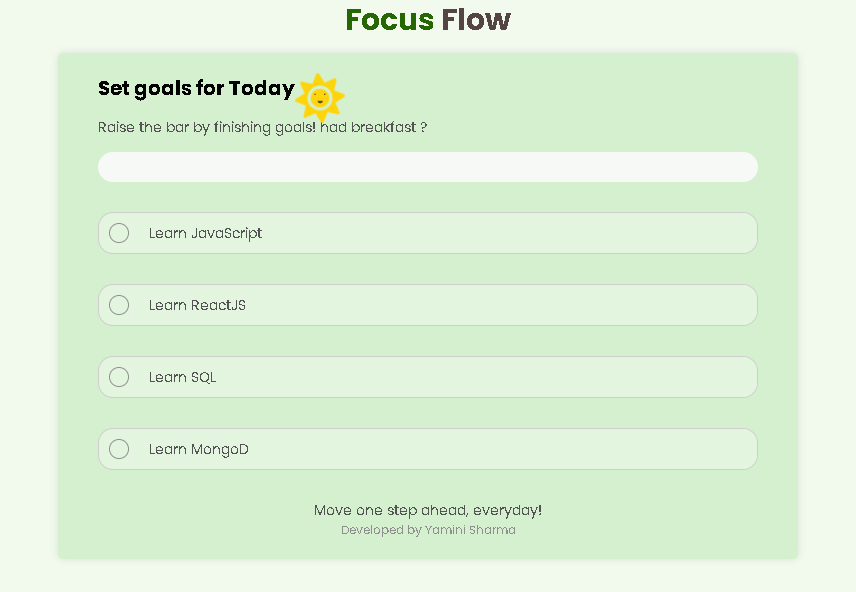 Focus Flow
Set goals for Today
Raise the bar by finishing goals! had breakfast ?
Learn JavaScript
Learn ReactJS
Learn SQL
Learn MongoD
Move one step ahead, everyday!
Developed by Yamini Sharma